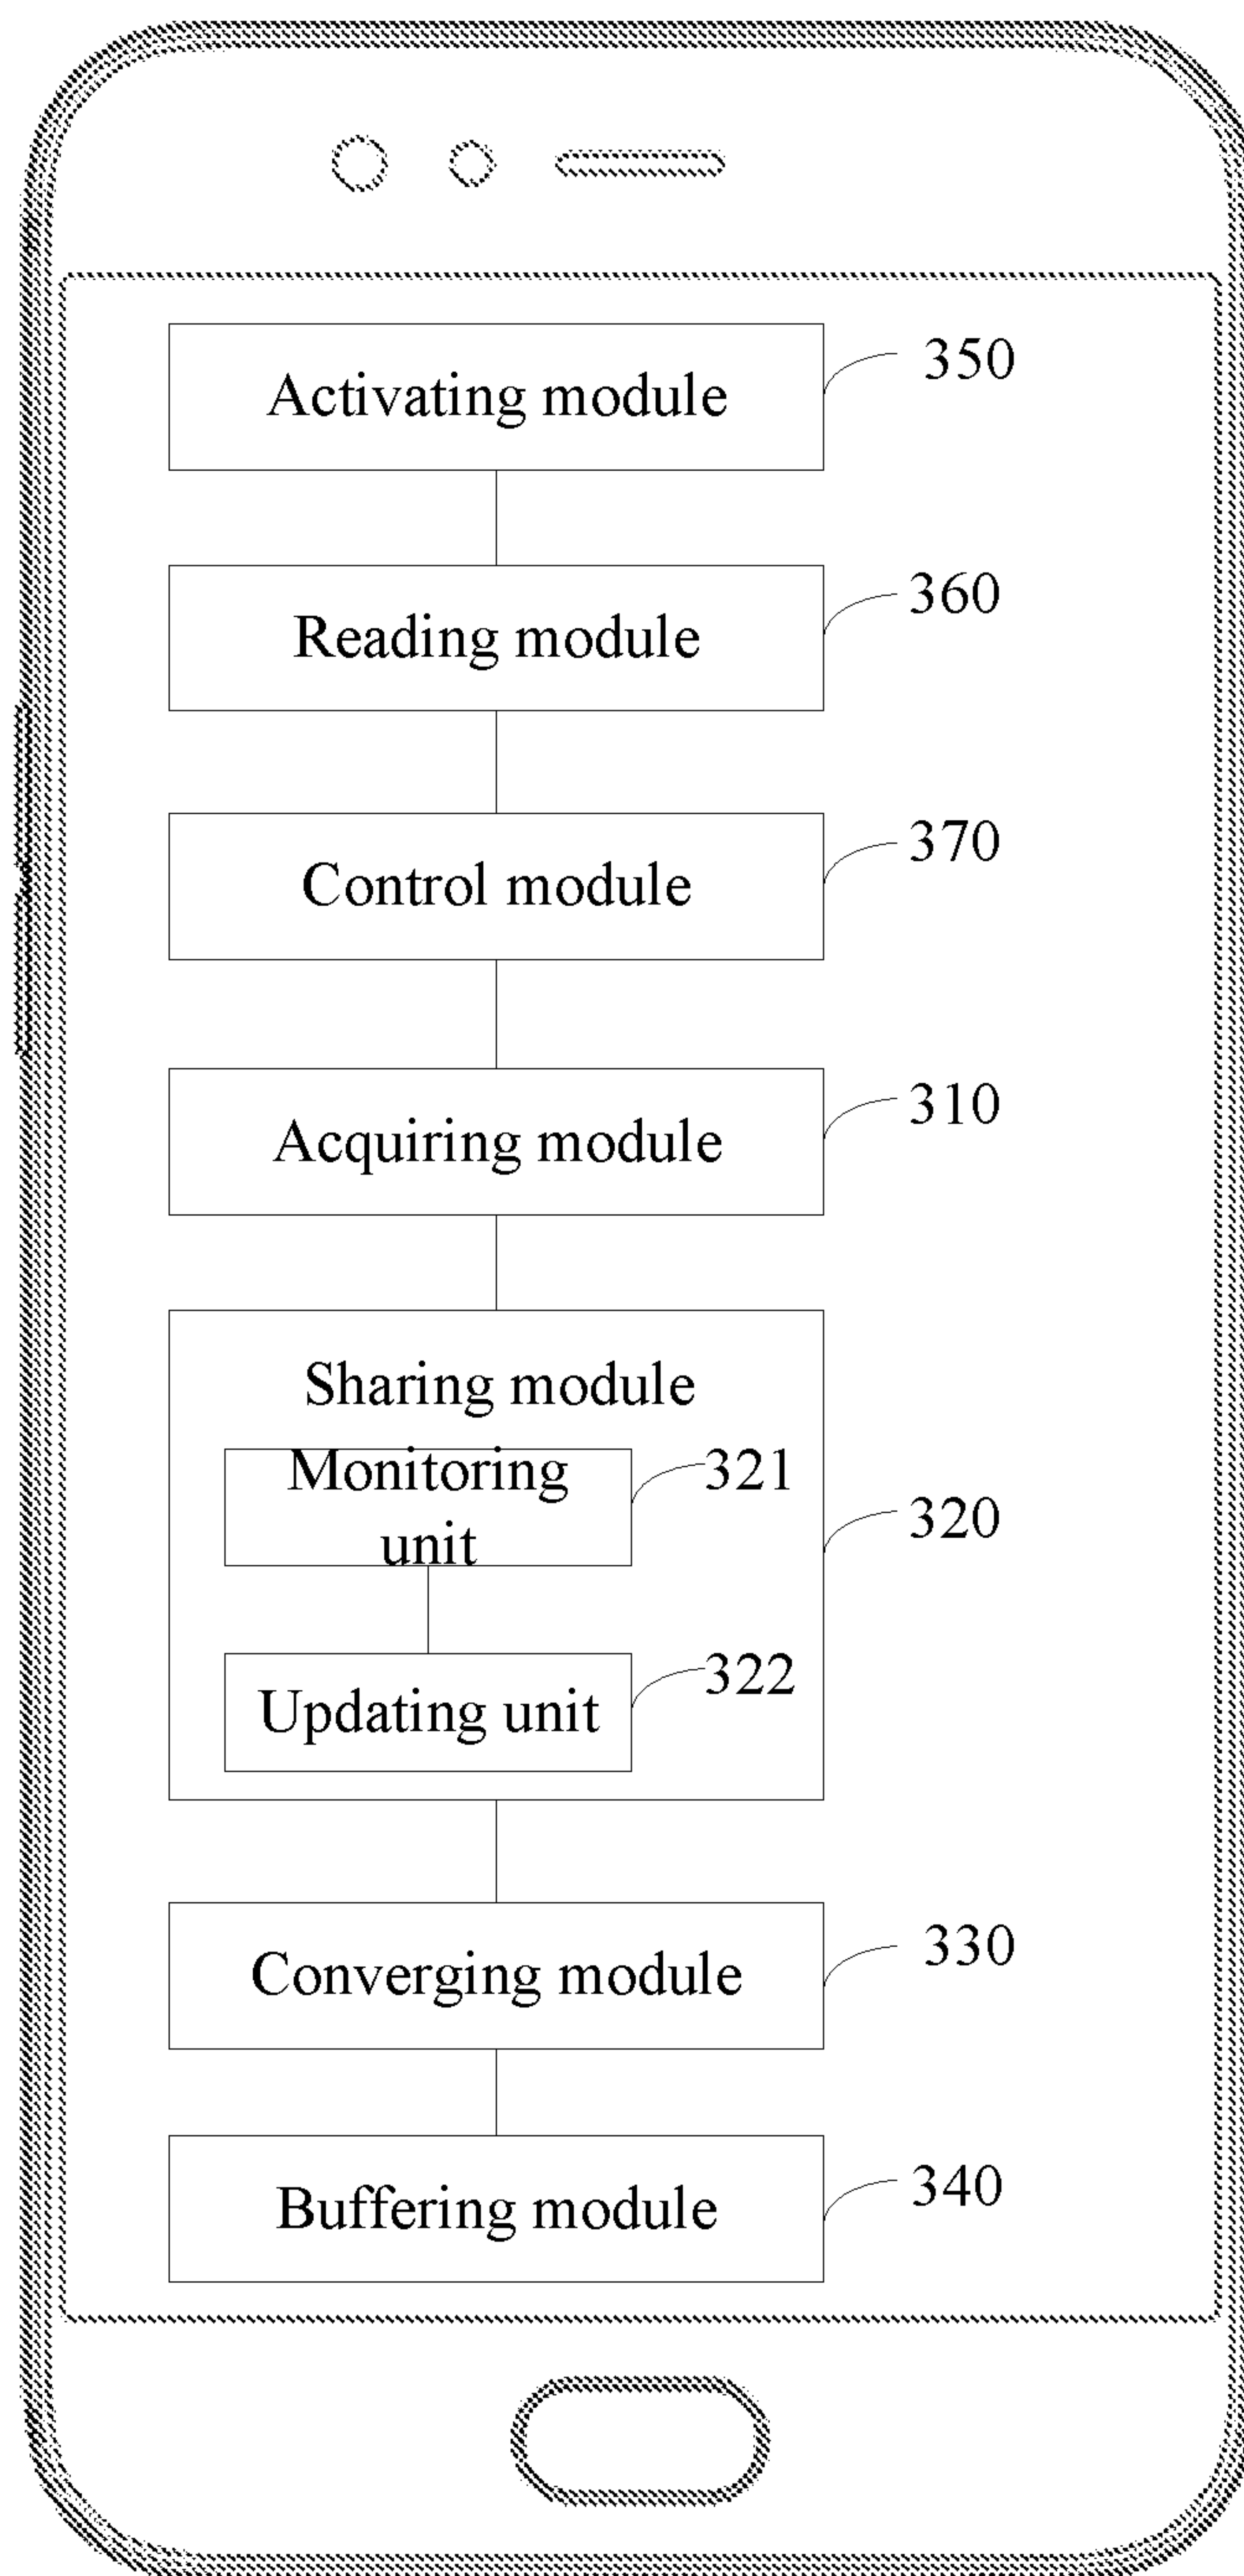 Activating module
350
Reading module
360
Control module
370
Acquiring module
310
Sharing module
Monitoring
unit
321
320
Updating unit
322
Converging module
330
Buffering module
340